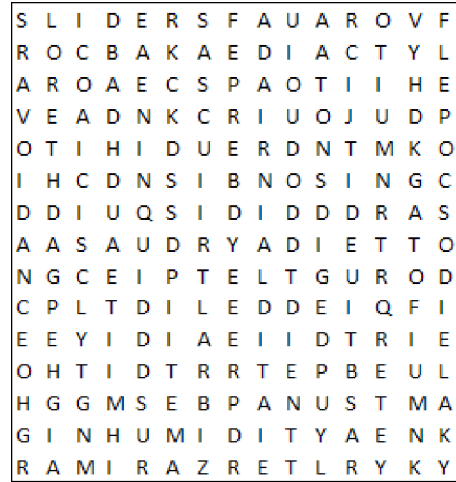 S L I D E R S F A U A R O V F
R O C B A K A E D I A C T Y L
A R O A E C S P A O T I I H E
V E A D N K C R I U O J U D P
O T I H I D U E R D N T M K O
I H C D N S I B N O S I N G C
D D I U Q S I D I D D D R A S
A A S A U D R Y A D I E T T O
N G C E I P T E L T G U R O D
C P L T D I L E D D E I Q F I
E E Y I D I A E I I D T R I E
O H T I D T R R T E P B E U L
H G G M S E B P A N U S T M A
G I N H U M I D I T Y A E N K
R A M I R A Z R E T L R Y K Y